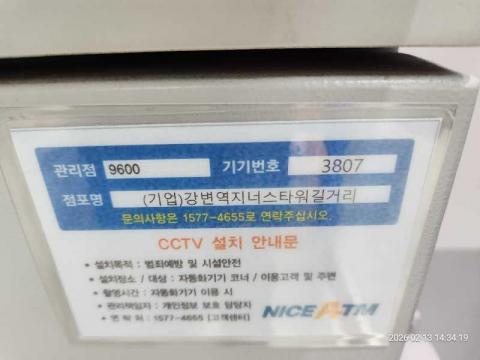 관리점 9600 기기번호 3807
점포명 (기업)강변역지너스타워길거리
문의사항은 1577-4655로 연락주십시오.
CCTV 설치 안내문
• 설치목적 : 범죄예방 및 시설안전
• 설치장소 / 대상 : 자동화기기 코너 / 이용고객 및 주변
• 촬영시간 : 자동화기기 이용 시
• 관리책임자 : 개인정보 보호 담당자
• 연 락 처 : 1577-4655 (고객센터)
NICE ATM
2026-02-13 14:34:19